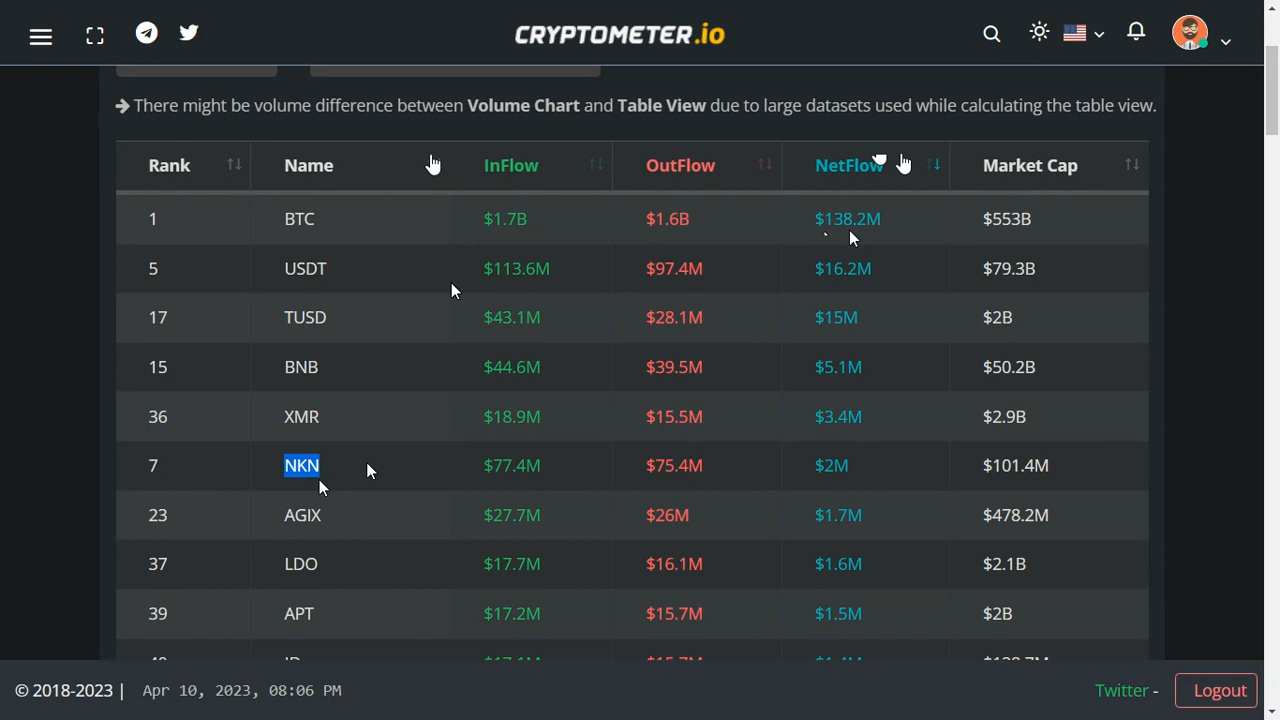 CRYPTOMETER.io
There might be volume difference between Volume Chart and Table View due to large datasets used while calculating the table view.
Rank Name InFlow OutFlow NetFlow Market Cap
1 BTC $1.7B $1.6B $138.2M $553B
5 USDT $113.6M $97.4M $16.2M $79.3B
17 TUSD $43.1M $28.1M $15M $2B
15 BNB $44.6M $39.5M $5.1M $50.2B
36 XMR $18.9M $15.5M $3.4M $2.9B
7 NKN $77.4M $75.4M $2M $101.4M
23 AGIX $27.7M $26M $1.7M $478.2M
37 LDO $17.7M $16.1M $1.6M $2.1B
39 APT $17.2M $15.7M $1.5M $2B
© 2018-2023 | Apr 10, 2023, 08:06 PM Twitter - Logout